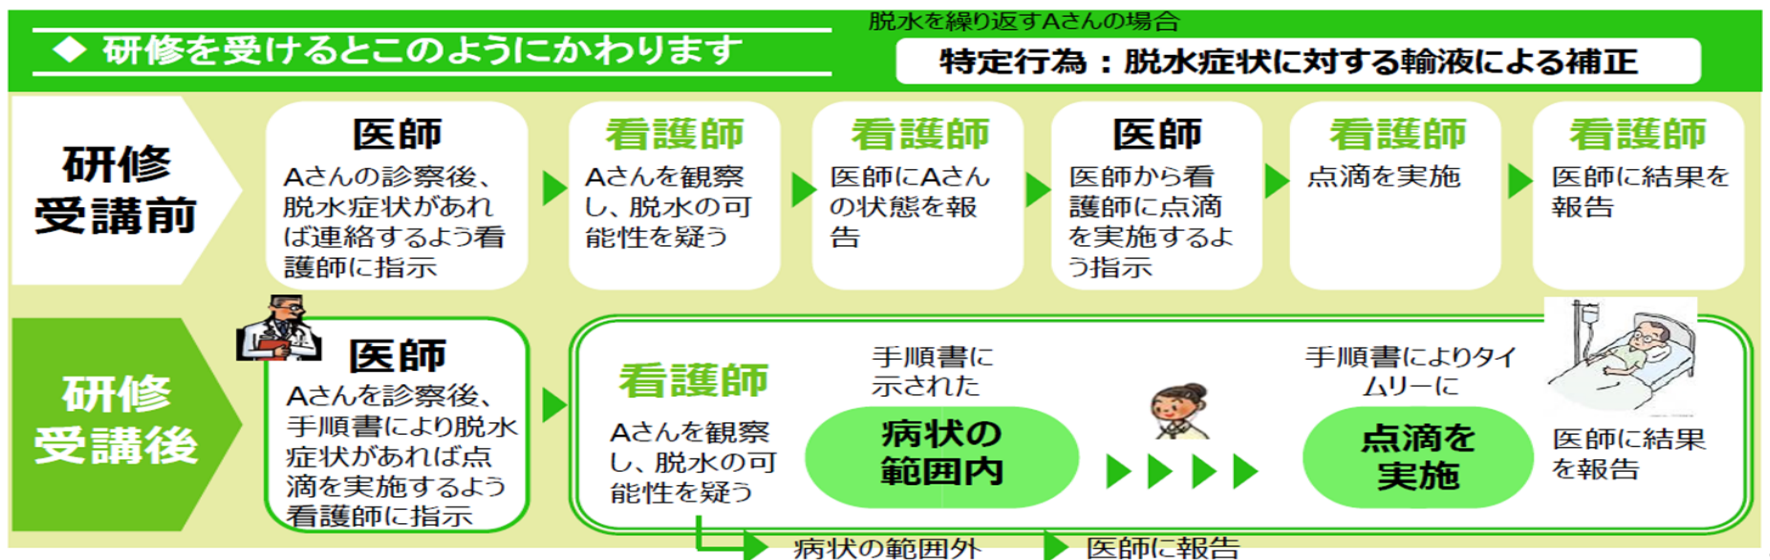 脱水を繰り返すAさんの場合
◆ 研修を受けるとこのようにかわります
特定行為：脱水症状に対する輸液による補正
研修
受講前
医師
Aさんの診察後、
脱水症状があれ
ば連絡するよう看
護師に指示
看護師
Aさんを観察
し、脱水の可
能性を疑う
看護師
医師にAさん
の状態を報
告
医師
医師から看
護師に点滴
を実施するよ
う指示
看護師
点滴を実施
看護師
医師に結果を
報告
研修
受講後
医師
Aさんを診察後、
手順書により脱水
症状があれば点
滴を実施するよう
看護師に指示
看護師
Aさんを観察
し、脱水の可
能性を疑う
手順書に
示された
病状の
範囲内
手順書によりタイ
ムリーに
点滴を
実施
医師に結果
を報告
病状の範囲外
医師に報告